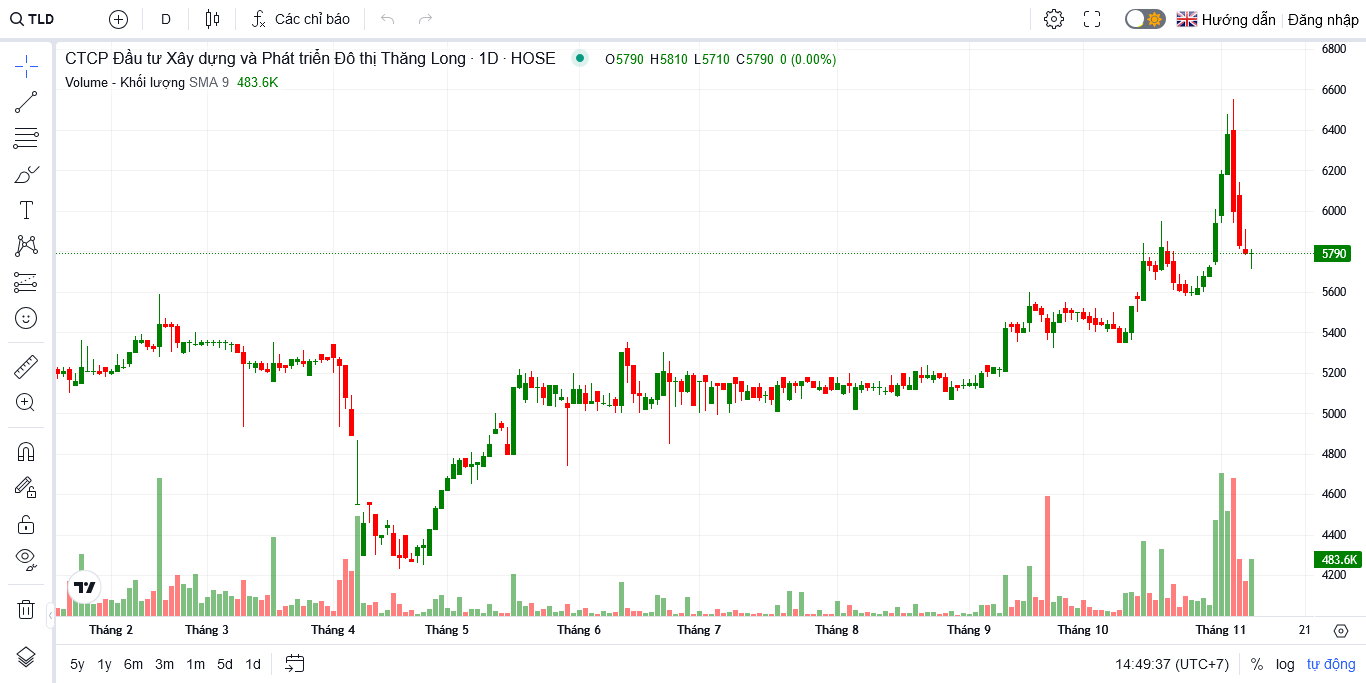 TLD D Các chỉ báo Hướng dẫn Đăng nhập
CTCP Đầu tư Xây dựng và Phát triển Đô thị Thăng Long · 1D · HOSE O5790 H5810 L5710 C5790 0 (0.00%)
Volume - Khối lượng SMA 9 483.6K
6800
6600
6400
6200
6000
5790
5600
5400
5200
5000
4800
4600
4400
483.6K
4200
Tháng 2 Tháng 3 Tháng 4 Tháng 5 Tháng 6 Tháng 7 Tháng 8 Tháng 9 Tháng 10 Tháng 11 21
5y 1y 6m 3m 1m 5d 1d 14:49:37 (UTC+7) % log tự động